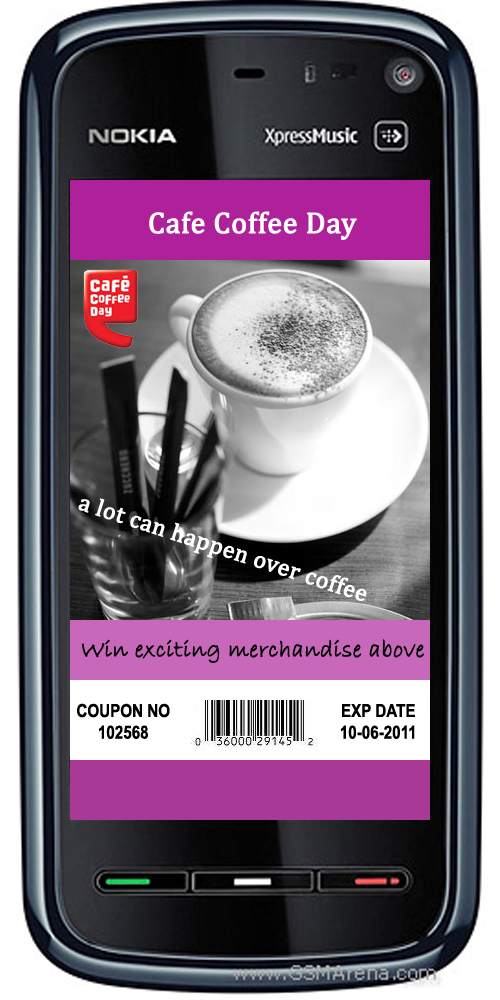 NOKIA
XpressMusic
Cafe Coffee Day
Café
Coffee
Day
ZUCCHERO
a lot can happen over coffee
Win exciting merchandise above
COUPON NO
102568
EXP DATE
10-06-2011
0 36000 29145 2
www.GSMArena.com